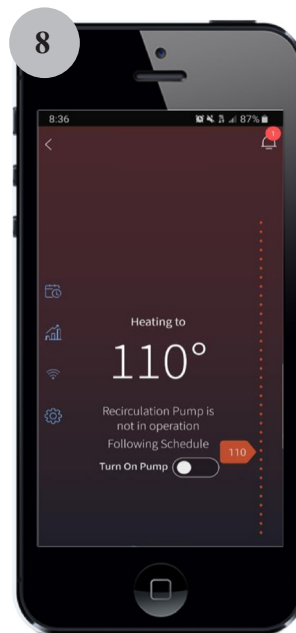 8
8:36 87%
1
Heating to
110°
Recirculation Pump is
not in operation
Following Schedule
110
Turn On Pump